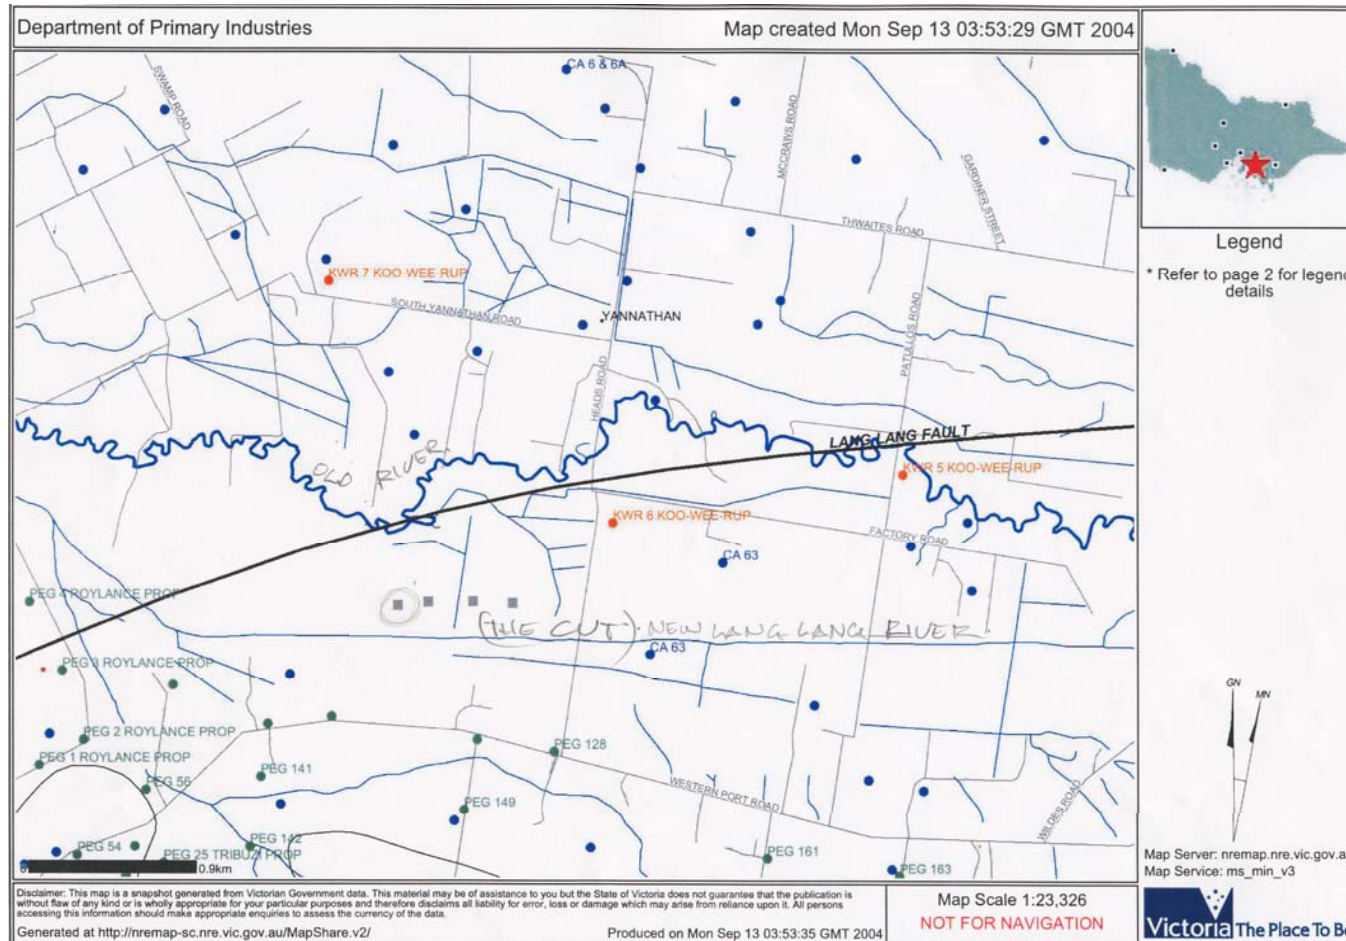 Department of Primary Industries
Map created Mon Sep 13 03:53:29 GMT 2004
SWAMP ROAD
CA 6 & 6A
MCCRAWS ROAD
GARDINER STREET
THWAITES ROAD
KWR 7 KOO-WEE-RUP
SOUTH YANNATHAN ROAD
YANNATHAN
HEADS ROAD
PATULLOS ROAD
LANG LANG FAULT
OLD RIVER
KWR 5 KOO-WEE-RUP
KWR 6 KOO-WEE-RUP
FACTORY ROAD
CA 63
PEG 4 ROYLANCE PROP
(THE CUT). NEW LANG LANG RIVER.
CA 63
PEG 3 ROYLANCE PROP
PEG 2 ROYLANCE PROP
PEG 128
PEG 1 ROYLANCE PROP
PEG 141
PEG 56
WESTERN PORT ROAD
WILDES ROAD
PEG 149
PEG 142
PEG 54
PEG 25 TRIBUZI PROP
PEG 161
PEG 163
0
0.9km
Legend
* Refer to page 2 for legend
details
GN
MN
Map Server: nremap.nre.vic.gov.a
Map Service: ms_min_v3
Disclaimer: This map is a snapshot generated from Victorian Government data. This material may be of assistance to you but the State of Victoria does not guarantee that the publication is
without flaw of any kind or is wholly appropriate for your particular purposes and therefore disclaims all liability for error, loss or damage which may arise from reliance upon it. All persons
accessing this information should make appropriate enquiries to assess the currency of the data.
Generated at http://nremap-sc.nre.vic.gov.au/MapShare.v2/
Produced on Mon Sep 13 03:53:35 GMT 2004
Map Scale 1:23,326
NOT FOR NAVIGATION
Victoria The Place To Be